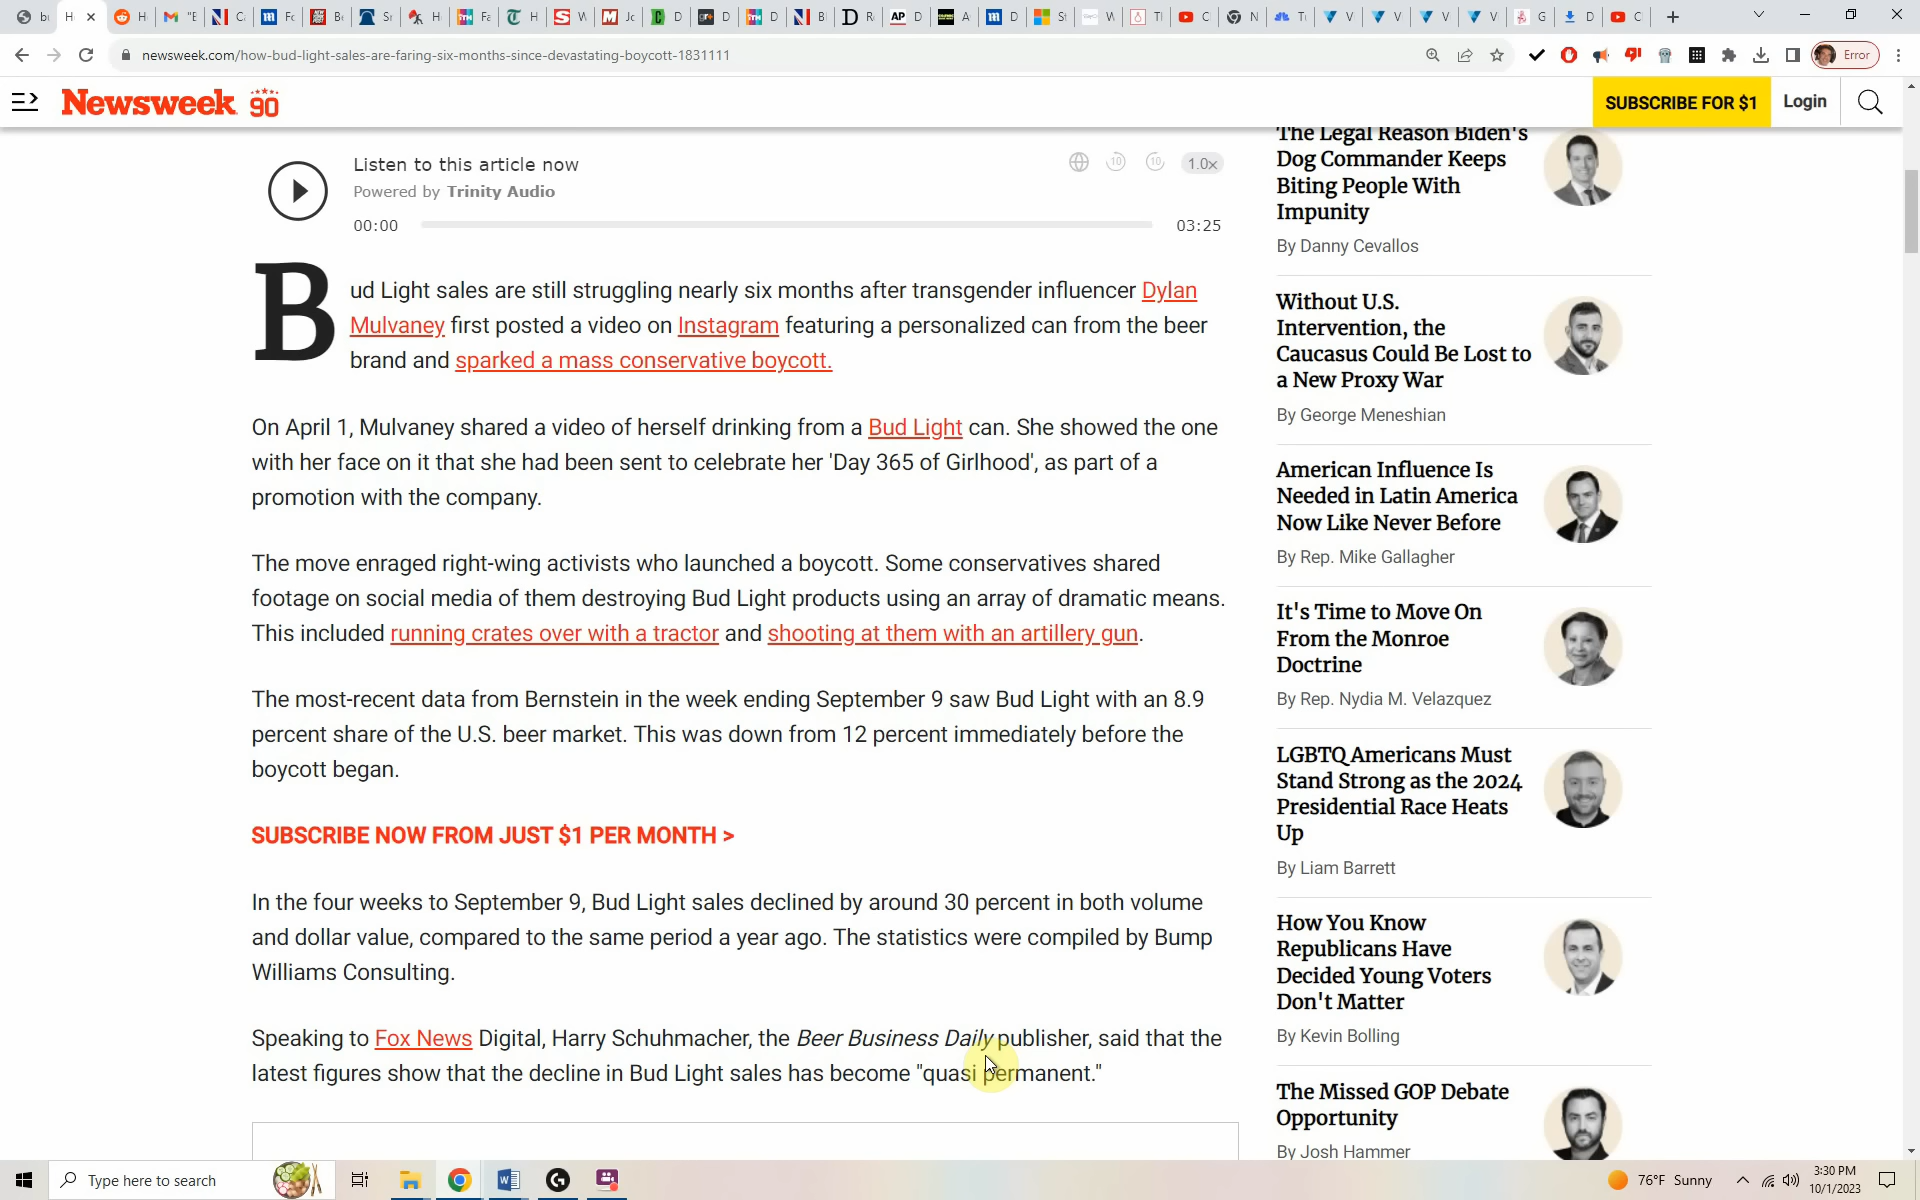 newsweek.com/how-bud-light-sales-are-faring-six-months-since-devastating-boycott-1831111
Error
Newsweek 90
SUBSCRIBE FOR $1
Login
Listen to this article now
Powered by Trinity Audio
1.0x
00:00
03:25
Bud Light sales are still struggling nearly six months after transgender influencer Dylan
Mulvaney first posted a video on Instagram featuring a personalized can from the beer
brand and sparked a mass conservative boycott.
On April 1, Mulvaney shared a video of herself drinking from a Bud Light can. She showed the one
with her face on it that she had been sent to celebrate her 'Day 365 of Girlhood', as part of a
promotion with the company.
The move enraged right-wing activists who launched a boycott. Some conservatives shared
footage on social media of them destroying Bud Light products using an array of dramatic means.
This included running crates over with a tractor and shooting at them with an artillery gun.
The most-recent data from Bernstein in the week ending September 9 saw Bud Light with an 8.9
percent share of the U.S. beer market. This was down from 12 percent immediately before the
boycott began.
SUBSCRIBE NOW FROM JUST $1 PER MONTH >
In the four weeks to September 9, Bud Light sales declined by around 30 percent in both volume
and dollar value, compared to the same period a year ago. The statistics were compiled by Bump
Williams Consulting.
Speaking to Fox News Digital, Harry Schuhmacher, the Beer Business Daily publisher, said that the
latest figures show that the decline in Bud Light sales has become "quasi permanent."
The Legal Reason Biden's
Dog Commander Keeps
Biting People With
Impunity
By Danny Cevallos
Without U.S.
Intervention, the
Caucasus Could Be Lost to
a New Proxy War
By George Meneshian
American Influence Is
Needed in Latin America
Now Like Never Before
By Rep. Mike Gallagher
It's Time to Move On
From the Monroe
Doctrine
By Rep. Nydia M. Velazquez
LGBTQ Americans Must
Stand Strong as the 2024
Presidential Race Heats
Up
By Liam Barrett
How You Know
Republicans Have
Decided Young Voters
Don't Matter
By Kevin Bolling
The Missed GOP Debate
Opportunity
By Josh Hammer
Type here to search
76°F Sunny
3:30 PM
10/1/2023